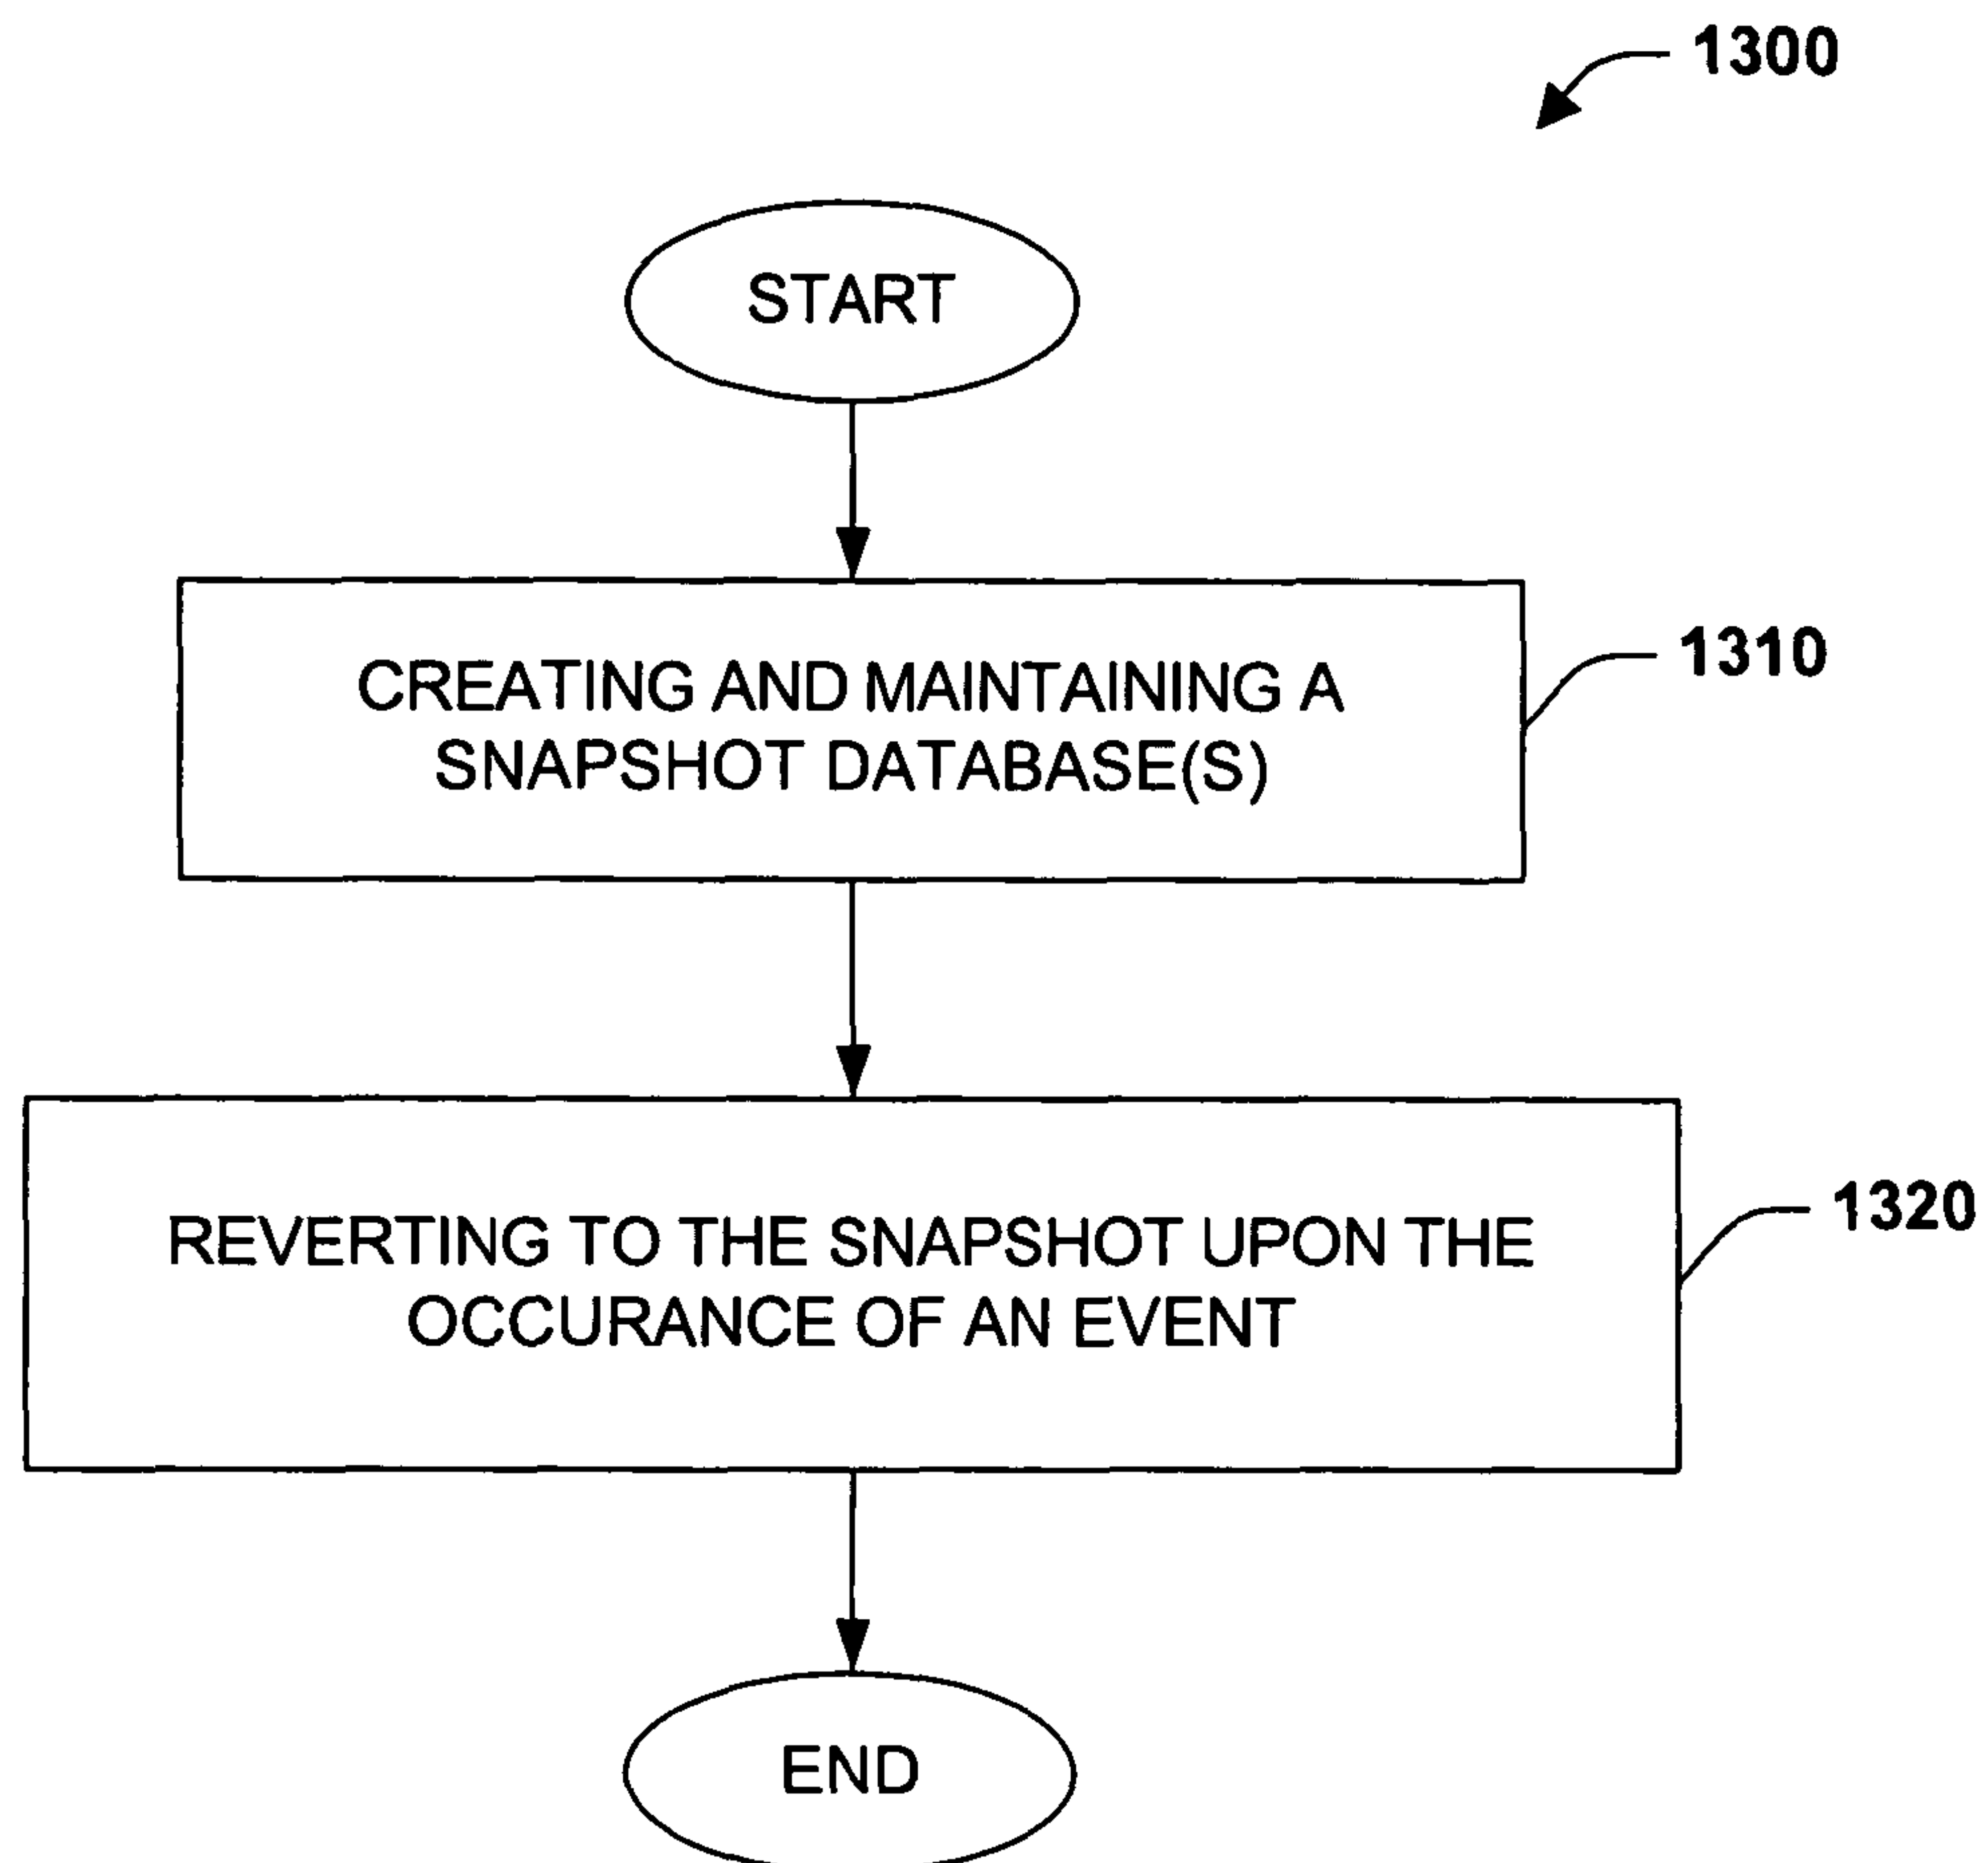 1300
START
CREATING AND MAINTAINING A
SNAPSHOT DATABASE(S)
1310
REVERTING TO THE SNAPSHOT UPON THE
OCCURANCE OF AN EVENT
1320
END